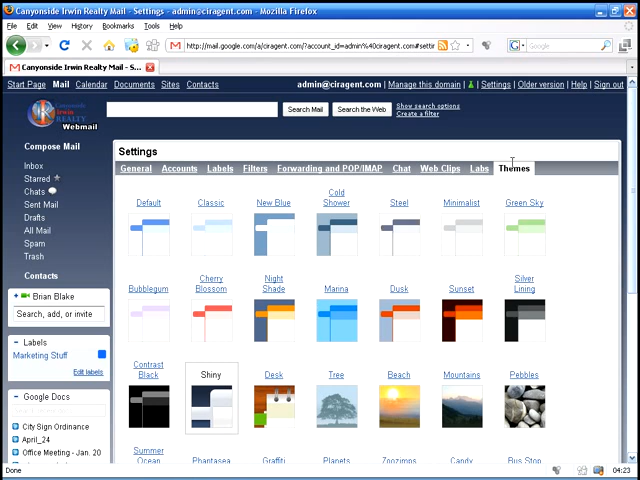 Canyonside Irwin Realty Mail - Settings - admin@ciragent.com - Mozilla Firefox
File Edit View History Bookmarks Tools Help
http://mail.google.com/a/ciragent.com/?account_id=admin%40ciragent.com#settir
Google
Canyonside Irwin Realty Mail - S...
Start Page Mail Calendar Documents Sites Contacts
admin@ciragent.com | Manage this domain | Settings | Older version | Help | Sign out
Canyonside
Irwin
REALTY
Webmail
Search Mail Search the Web
Show search options
Create a filter
Compose Mail
Inbox
Starred
Chats
Sent Mail
Drafts
All Mail
Spam
Trash
Contacts
Brian Blake
Search, add, or invite
Labels
Marketing Stuff
Edit labels
Google Docs
City Sign Ordinance
April_24
Office Meeting - Jan. 20
Settings
General Accounts Labels Filters Forwarding and POP/IMAP Chat Web Clips Labs Themes
Default Classic New Blue Cold Shower Steel Minimalist Green Sky
Bubblegum Cherry Blossom Night Shade Marina Dusk Sunset Silver Lining
Contrast Black Shiny Desk Tree Beach Mountains Pebbles
Summer Ocean Phantasea Graffiti Planets Zoozimps Candy Bus Stop
Done
04:23